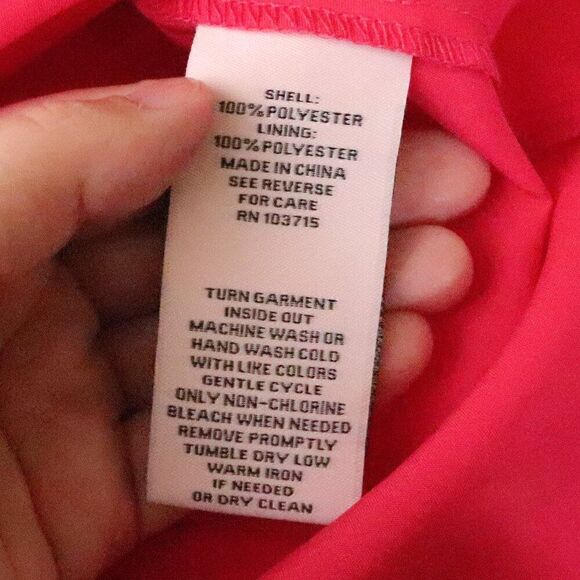 SHELL:
100% POLYESTER
LINING:
100% POLYESTER
MADE IN CHINA
SEE REVERSE
FOR CARE
RN 103715
TURN GARMENT
INSIDE OUT
MACHINE WASH OR
HAND WASH COLD
WITH LIKE COLORS
GENTLE CYCLE
ONLY NON-CHLORINE
BLEACH WHEN NEEDED
REMOVE PROMPTLY
TUMBLE DRY LOW
WARM IRON
IF NEEDED
OR DRY CLEAN